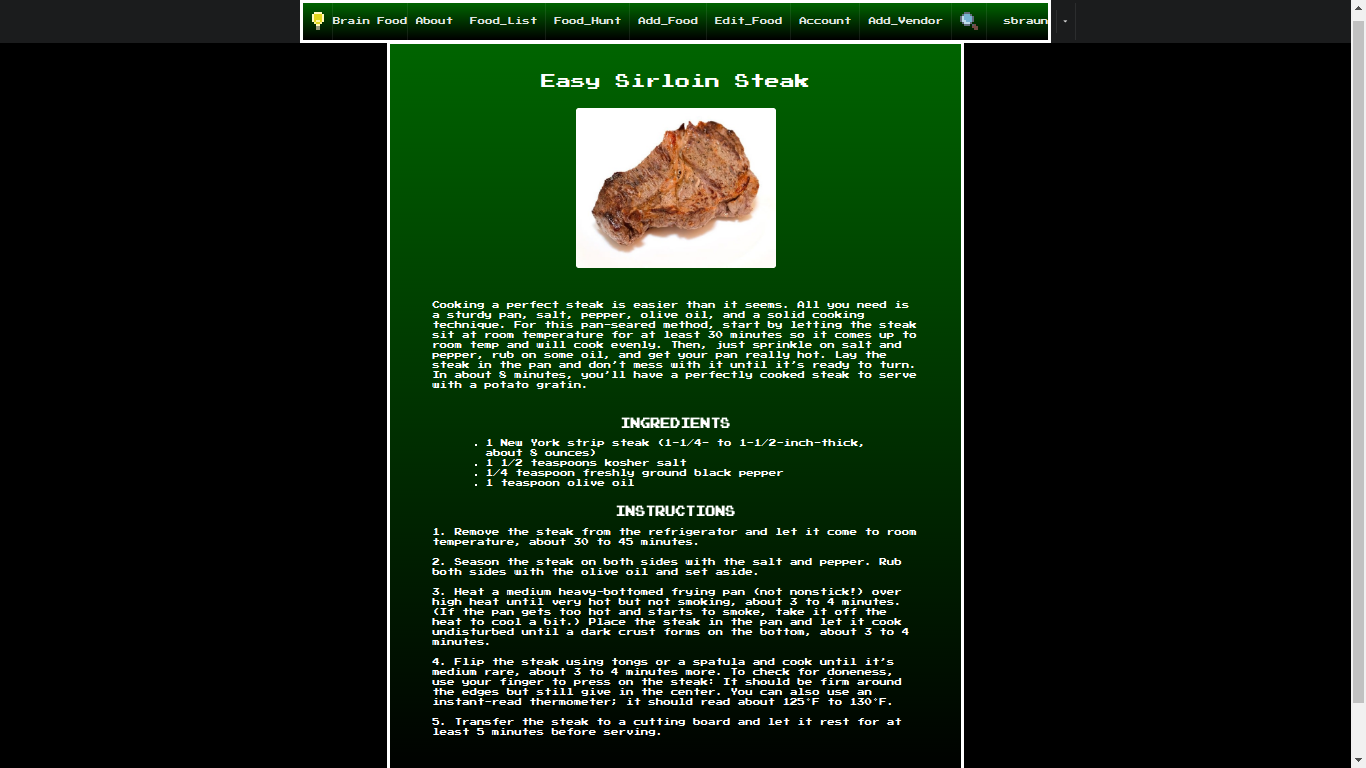 Brain Food About Food_List Food_Hunt Add_Food Edit_Food Account Add_Vendor sbraun
Easy Sirloin Steak
Cooking a perfect steak is easier than it seems. All you need is
a sturdy pan, salt, pepper, olive oil, and a solid cooking
technique. For this pan-seared method, start by letting the steak
sit at room temperature for at least 30 minutes so it comes up to
room temp and will cook evenly. Then, just sprinkle on salt and
pepper, rub on some oil, and get your pan really hot. Lay the
steak in the pan and don't mess with it until it's ready to turn.
In about 8 minutes, you'll have a perfectly cooked steak to serve
with a potato gratin.
INGREDIENTS
. 1 New York strip steak (1-1/4- to 1-1/2-inch-thick,
about 8 ounces)
. 1 1/2 teaspoons kosher salt
. 1/4 teaspoon freshly ground black pepper
. 1 teaspoon olive oil
INSTRUCTIONS
1. Remove the steak from the refrigerator and let it come to room
temperature, about 30 to 45 minutes.
2. Season the steak on both sides with the salt and pepper. Rub
both sides with the olive oil and set aside.
3. Heat a medium heavy-bottomed frying pan (not nonstick!) over
high heat until very hot but not smoking, about 3 to 4 minutes.
(If the pan gets too hot and starts to smoke, take it off the
heat to cool a bit.) Place the steak in the pan and let it cook
undisturbed until a dark crust forms on the bottom, about 3 to 4
minutes.
4. Flip the steak using tongs or a spatula and cook until it's
medium rare, about 3 to 4 minutes more. To check for doneness,
use your finger to press on the steak: It should be firm around
the edges but still give in the center. You can also use an
instant-read thermometer; it should read about 125°F to 130°F.
5. Transfer the steak to a cutting board and let it rest for at
least 5 minutes before serving.